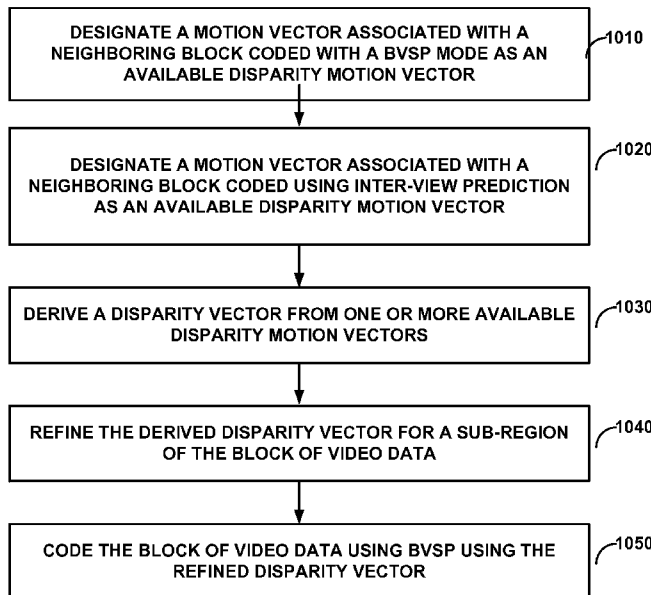 DESIGNATE A MOTION VECTOR ASSOCIATED WITH A
NEIGHBORING BLOCK CODED WITH A BVSP MODE AS AN
AVAILABLE DISPARITY MOTION VECTOR
1010
DESIGNATE A MOTION VECTOR ASSOCIATED WITH A
NEIGHBORING BLOCK CODED USING INTER-VIEW PREDICTION
AS AN AVAILABLE DISPARITY MOTION VECTOR
1020
DERIVE A DISPARITY VECTOR FROM ONE OR MORE AVAILABLE
DISPARITY MOTION VECTORS
1030
REFINE THE DERIVED DISPARITY VECTOR FOR A SUB-REGION
OF THE BLOCK OF VIDEO DATA
1040
CODE THE BLOCK OF VIDEO DATA USING BVSP USING THE
REFINED DISPARITY VECTOR
1050